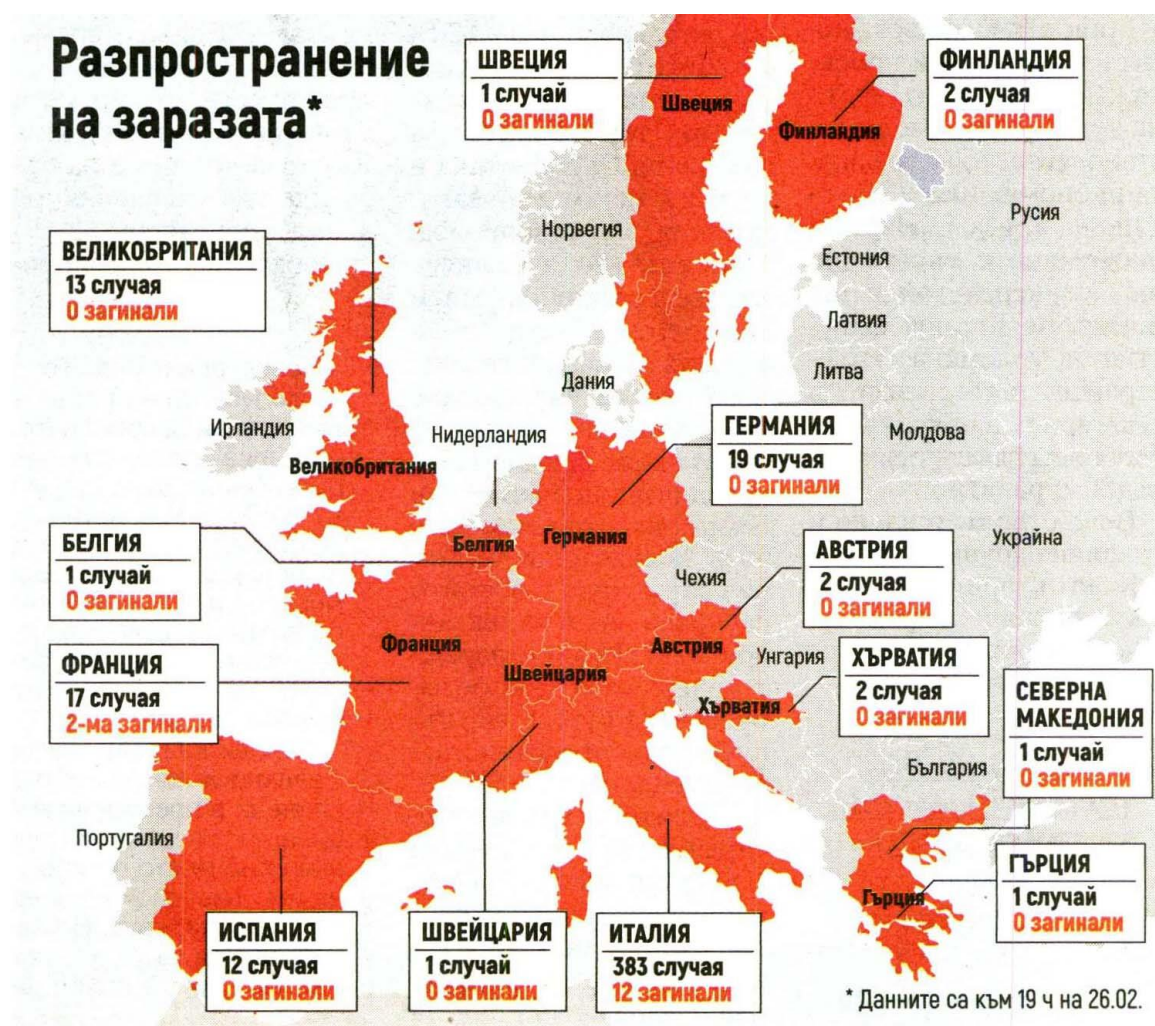 Разпространение
на заразата*
ШВЕЦИЯ
1 случай
0 загинали
ФИНЛАНДИЯ
2 случая
0 загинали
Швеция
Финландия
Норвегия
Русия
ВЕЛИКОБРИТАНИЯ
13 случая
0 загинали
Естония
Латвия
Литва
Дания
Ирландия
Нидерландия
Великобритания
ГЕРМАНИЯ
19 случая
0 загинали
Молдова
БЕЛГИЯ
1 случай
0 загинали
Белгия
Германия
Украйна
АВСТРИЯ
2 случая
0 загинали
Чехия
Франция
Швейцария
Австрия
Унгария
ФРАНЦИЯ
17 случая
2-ма загинали
ХЪРВАТИЯ
2 случая
0 загинали
Хърватия
СЕВЕРНА
МАКЕДОНИЯ
1 случай
0 загинали
България
Португалия
ГЪРЦИЯ
1 случай
0 загинали
Гърция
ИСПАНИЯ
12 случая
0 загинали
ШВЕЙЦАРИЯ
1 случай
0 загинали
ИТАЛИЯ
383 случая
12 загинали
* Данните са към 19 ч на 26.02.